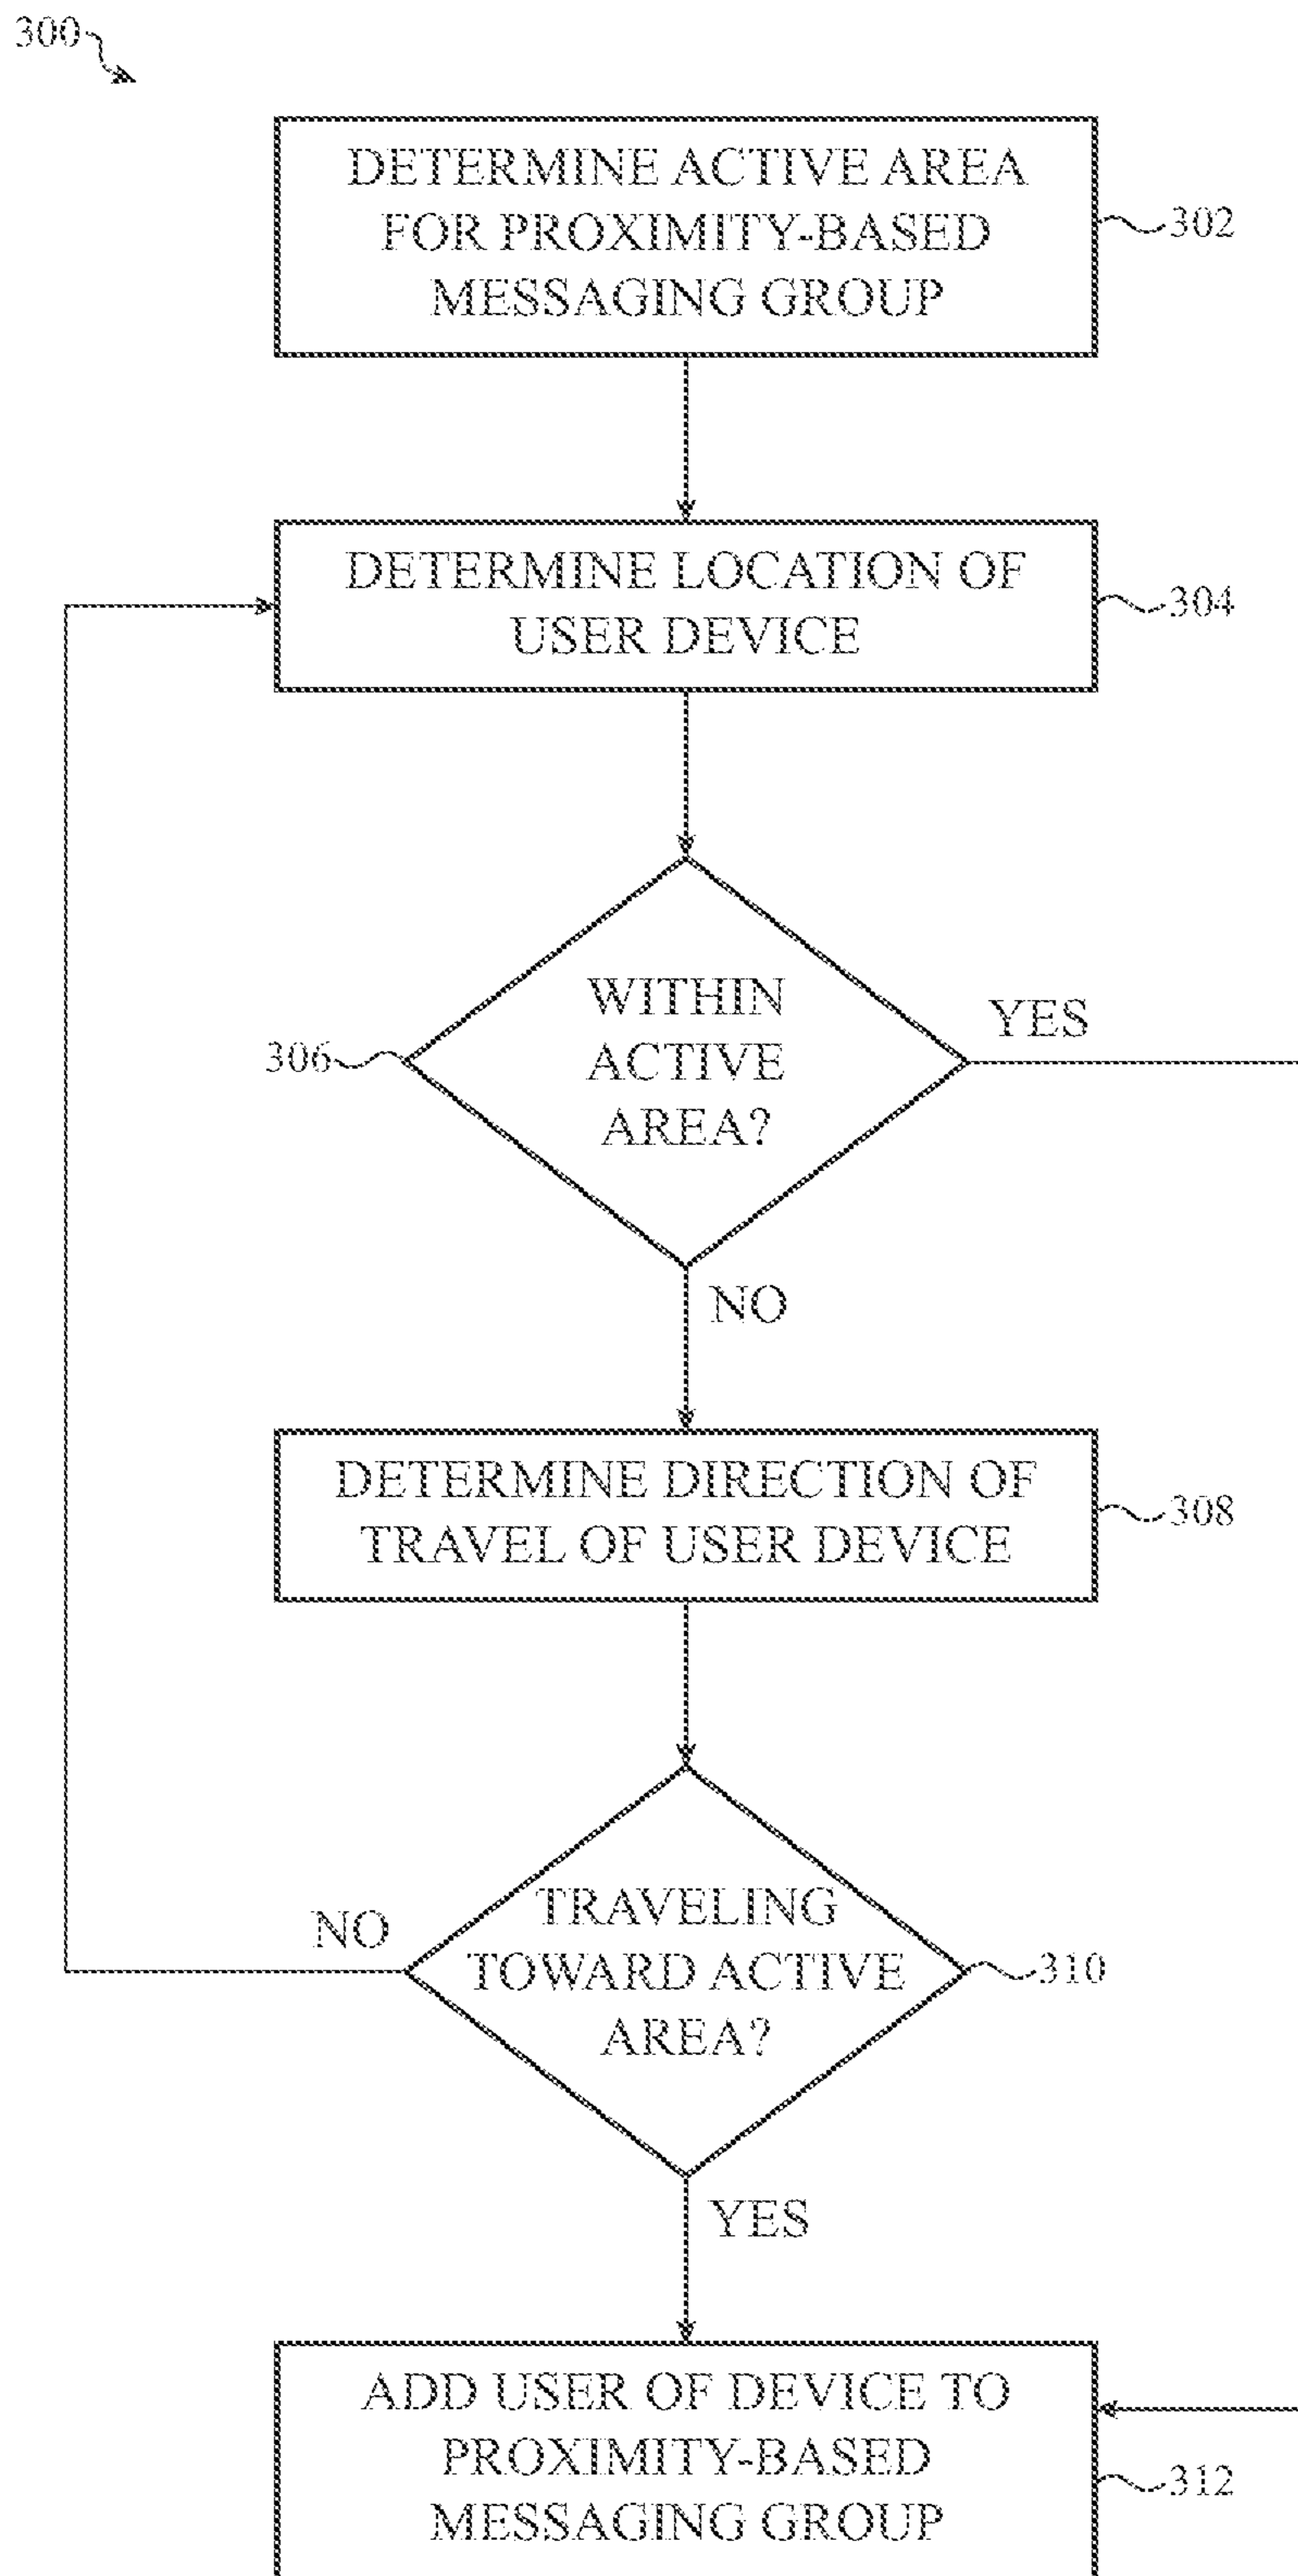 300
DETERMINE ACTIVE AREA
FOR PROXIMITY-BASED
MESSAGING GROUP
302
DETERMINE LOCATION OF
USER DEVICE
304
WITHIN
ACTIVE
AREA?
306
YES
NO
DETERMINE DIRECTION OF
TRAVEL OF USER DEVICE
308
TRAVELING
TOWARD ACTIVE
AREA?
NO
310
YES
ADD USER OF DEVICE TO
PROXIMITY-BASED
MESSAGING GROUP
312